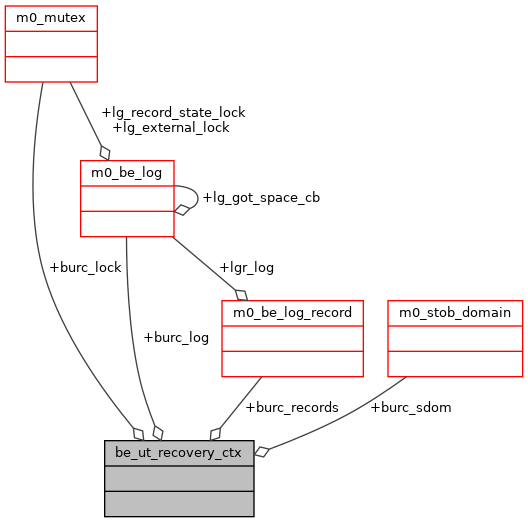 m0_mutex
+lg_record_state_lock
+lg_external_lock
m0_be_log
+lg_got_space_cb
+burc_lock
+lgr_log
m0_be_log_record
m0_stob_domain
+burc_log
+burc_records
+burc_sdom
be_ut_recovery_ctx